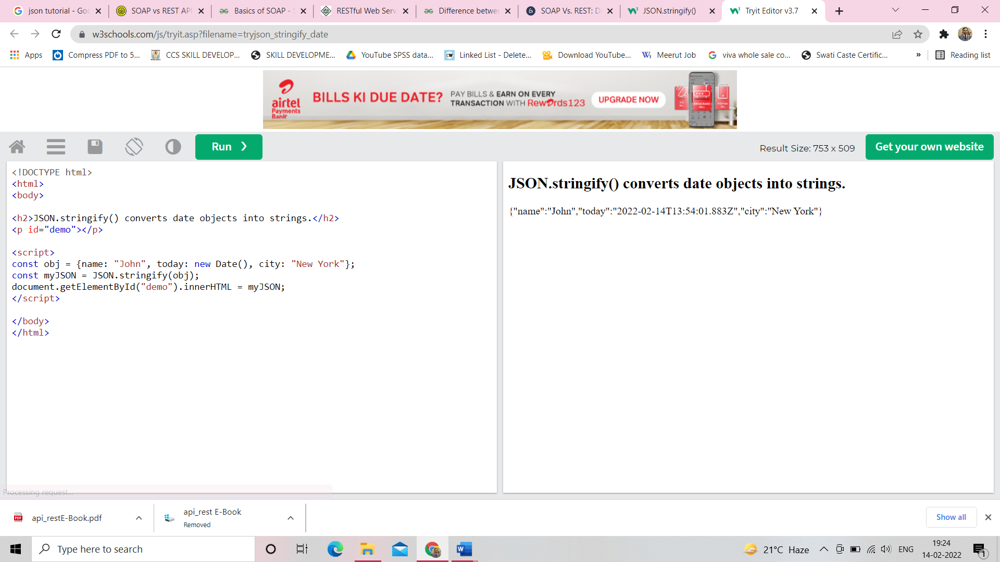 json tutorial - Goo
SOAP vs REST API
Basics of SOAP - S
RESTful Web Serv
Difference betwee
SOAP Vs. REST: D
JSON.stringify()
Tryit Editor v3.7
w3schools.com/js/tryit.asp?filename=tryjson_stringify_date
Apps
Compress PDF to 5...
CCS SKILL DEVELOP...
SKILL DEVELOPME...
YouTube SPSS data...
Linked List - Delete...
Download YouTube...
Meerut Job
viva whole sale co...
Swati Caste Certific...
»
Reading list
airtel
Payments
Bank
BILLS KI DUE DATE?
PAY BILLS & EARN ON EVERY
TRANSACTION WITH Rewards123
UPGRADE NOW
BROADBAND
BILL
Run ❯
Result Size: 753 x 509
Get your own website
<!DOCTYPE html>
<html>
<body>
<h2>JSON.stringify() converts date objects into strings.</h2>
<p id="demo"></p>
<script>
const obj = {name: "John", today: new Date(), city: "New York"};
const myJSON = JSON.stringify(obj);
document.getElementById("demo").innerHTML = myJSON;
</script>
</body>
</html>
JSON.stringify() converts date objects into strings.
{"name":"John","today":"2022-02-14T13:54:01.883Z","city":"New York"}
Processing request...
PDF
api_restE-Book.pdf
api_rest E-Book
Removed
Show all
Type here to search
21°C Haze
ENG
19:24
14-02-2022
1